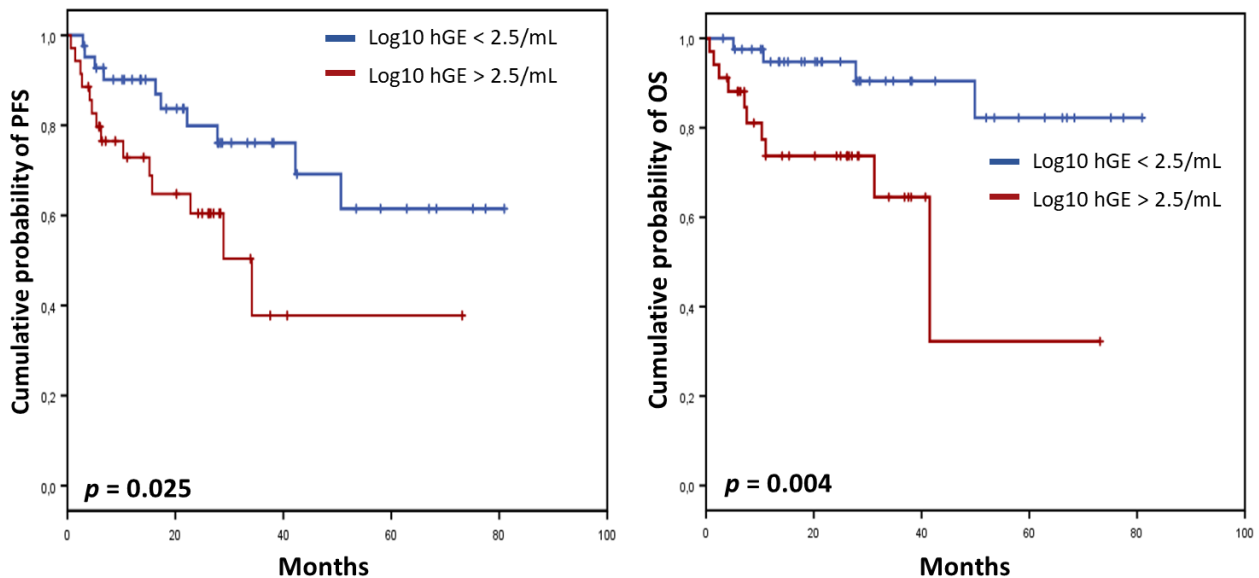 Cumulative probability of PFS
1,0
0,8
0,6
0,4
0,2
0,0
Log10 hGE < 2.5/mL
Log10 hGE > 2.5/mL
p = 0.025
0 20 40 60 80 100
Months
Cumulative probability of OS
1,0
0,8
0,6
0,4
0,2
0,0
Log10 hGE < 2.5/mL
Log10 hGE > 2.5/mL
p = 0.004
0 20 40 60 80 100
Months